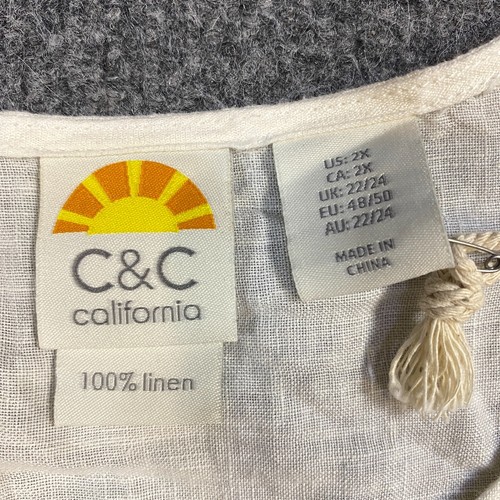 C&C
california
100% linen
US: 2X
CA: 2X
UK: 22/24
EU: 48/50
AU: 22/24
MADE IN
CHINA